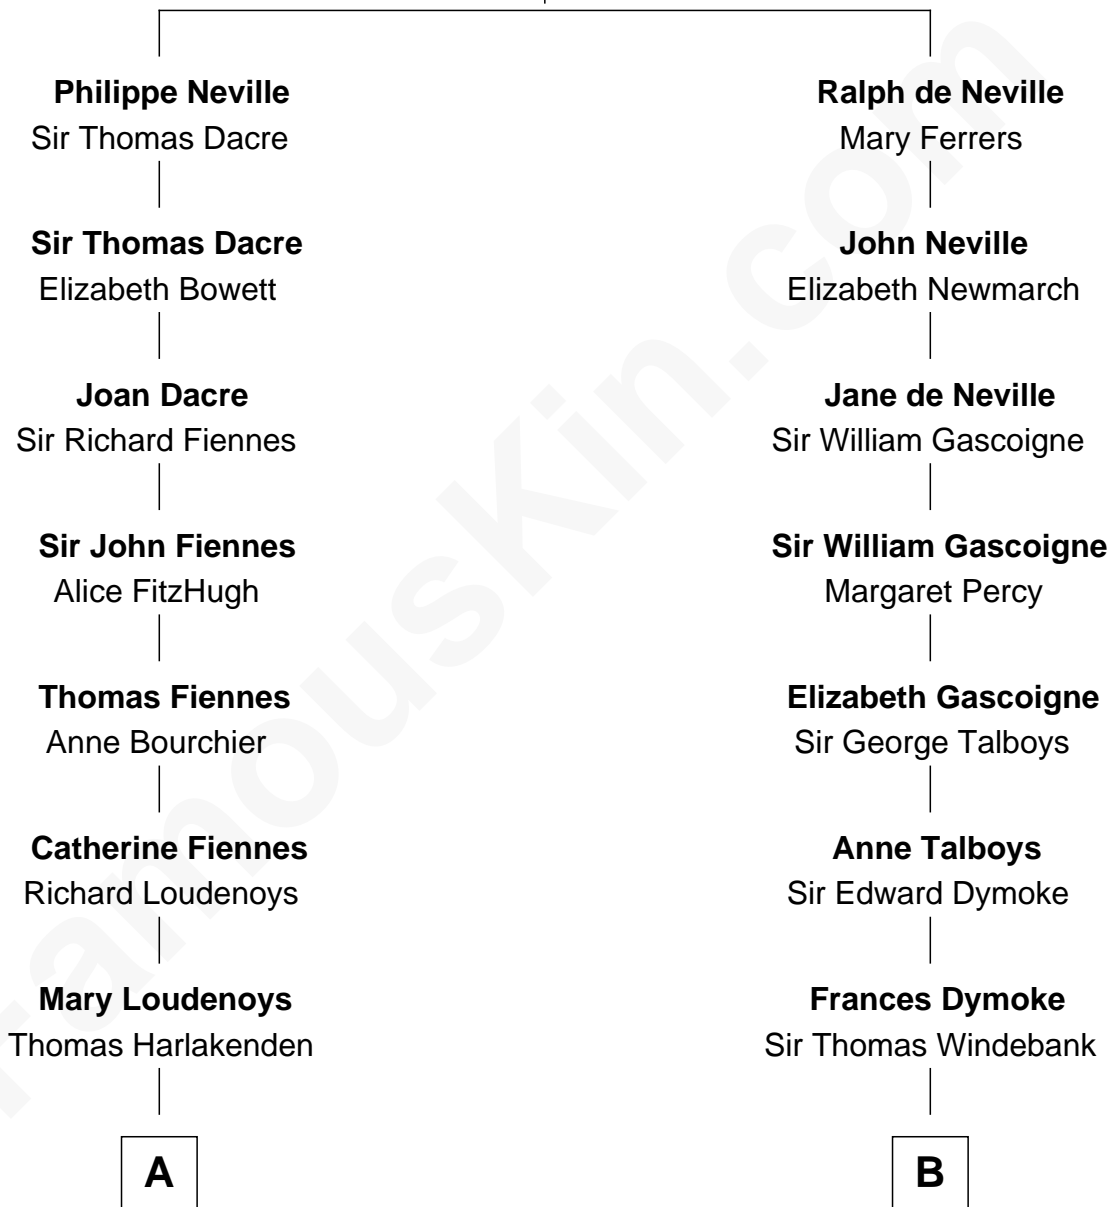 Philippe Neville
Sir Thomas Dacre
Sir Thomas Dacre
Elizabeth Bowett
Joan Dacre
Sir Richard Fiennes
Sir John Fiennes
Alice FitzHugh
Thomas Fiennes
Anne Bourchier
Catherine Fiennes
Richard Loudenoys
Mary Loudenoys
Thomas Harlakenden
A
Ralph de Neville
Mary Ferrers
John Neville
Elizabeth Newmarch
Jane de Neville
Sir William Gascoigne
Sir William Gascoigne
Margaret Percy
Elizabeth Gascoigne
Sir George Talboys
Anne Talboys
Sir Edward Dymoke
Frances Dymoke
Sir Thomas Windebank
B
FamousKin.com